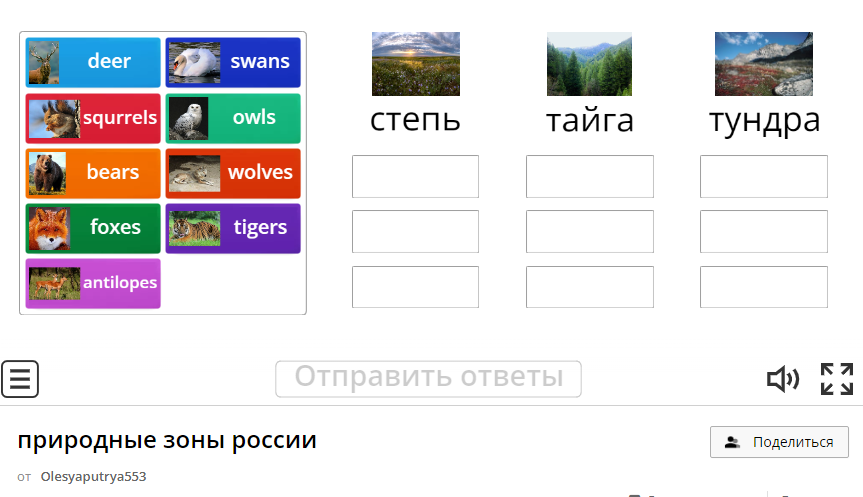 deer
swans
squrrels
owls
bears
wolves
foxes
tigers
antilopes
степь
тайга
тундра
Отправить ответы
природные зоны россии
Поделиться
от Olesyaputrya553